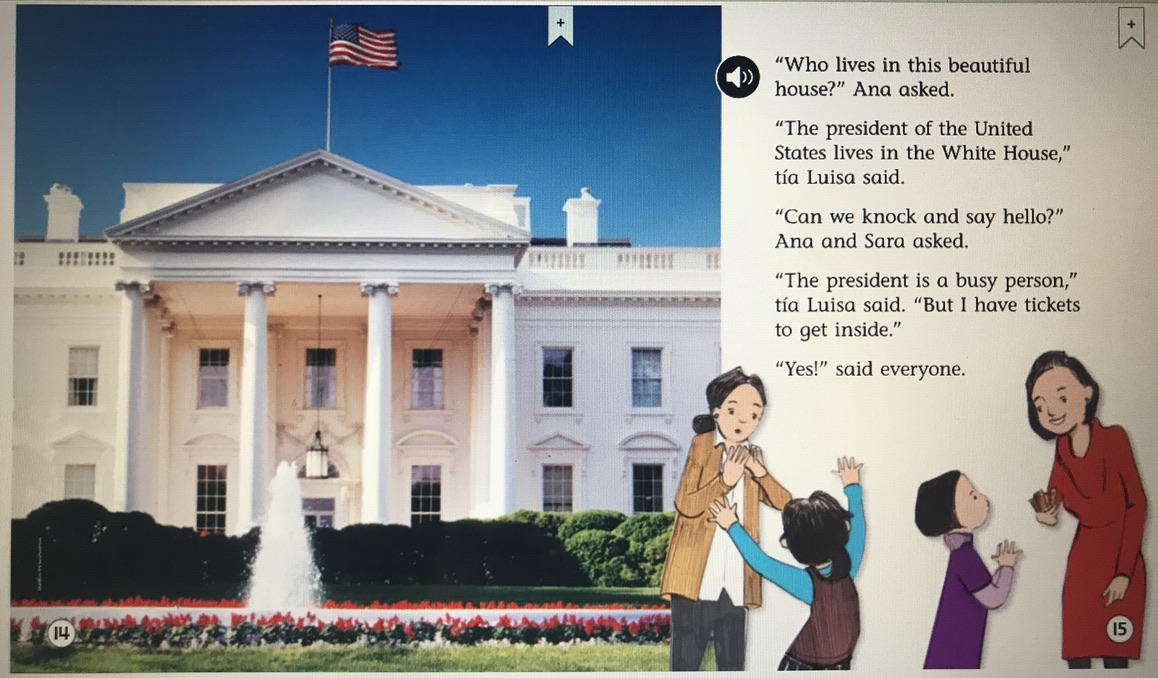 “Who lives in this beautiful
house?” Ana asked.
“The president of the United
States lives in the White House,”
tía Luisa said.
“Can we knock and say hello?”
Ana and Sara asked.
“The president is a busy person,”
tía Luisa said. “But I have tickets
to get inside.”
“Yes!” said everyone.
14
15